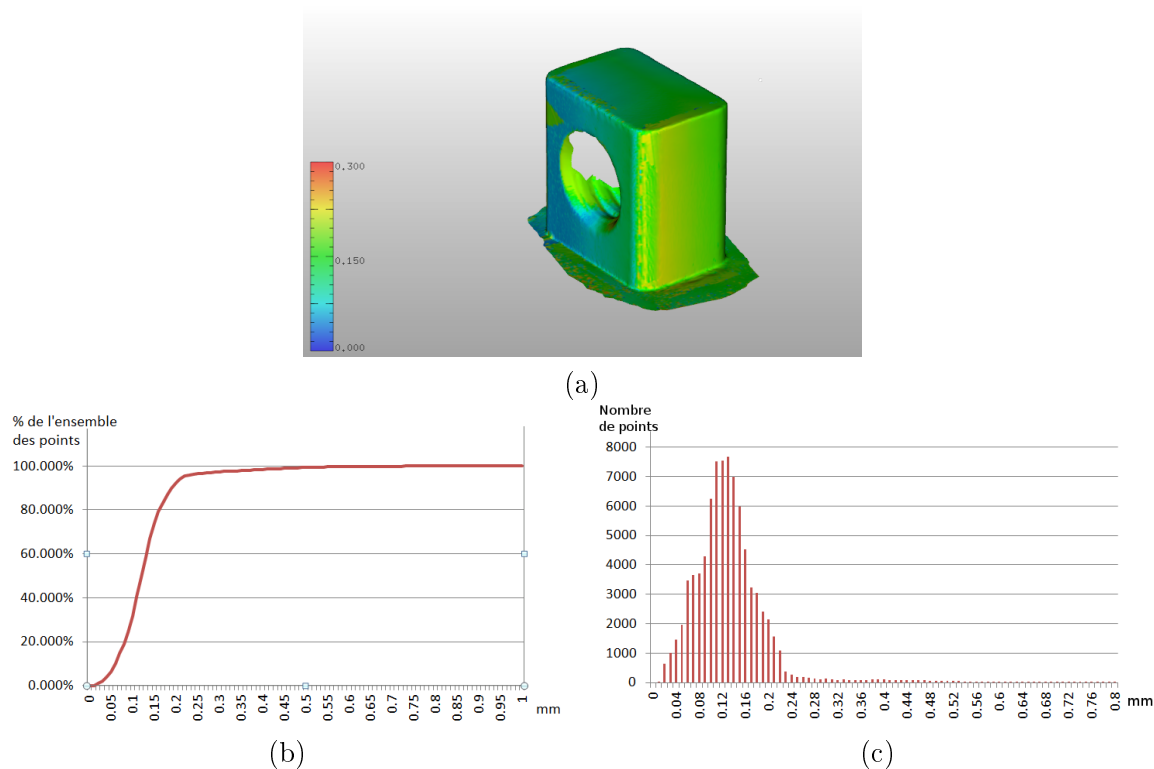 0.300
0.150
0.000
(a)
% de l'ensemble
des points
100.000%
80.000%
60.000%
40.000%
20.000%
0.000%
0 0.05 0.1 0.15 0.2 0.25 0.3 0.35 0.4 0.45 0.5 0.55 0.6 0.65 0.7 0.75 0.8 0.85 0.9 0.95 1 mm
(b)
Nombre
de points
8000
7000
6000
5000
4000
3000
2000
1000
0
0 0.04 0.08 0.12 0.16 0.2 0.24 0.28 0.32 0.36 0.4 0.44 0.48 0.52 0.56 0.6 0.64 0.68 0.72 0.76 0.8 mm
(c)